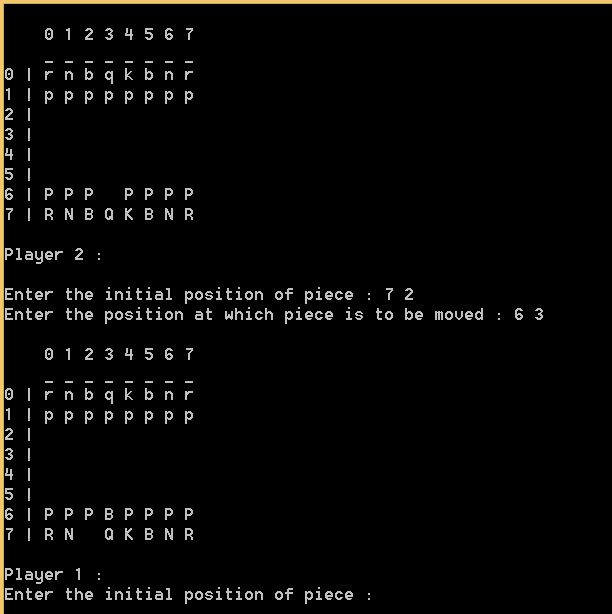 0 1 2 3 4 5 6 7
_ _ _ _ _ _ _ _
0 | r n b q k b n r
1 | p p p p p p p p
2 |
3 |
4 |
5 |
6 | P P P   P P P P
7 | R N B Q K B N R
Player 2 :
Enter the initial position of piece : 7 2
Enter the position at which piece is to be moved : 6 3
0 1 2 3 4 5 6 7
_ _ _ _ _ _ _ _
0 | r n b q k b n r
1 | p p p p p p p p
2 |
3 |
4 |
5 |
6 | P P P B P P P P
7 | R N   Q K B N R
Player 1 :
Enter the initial position of piece :